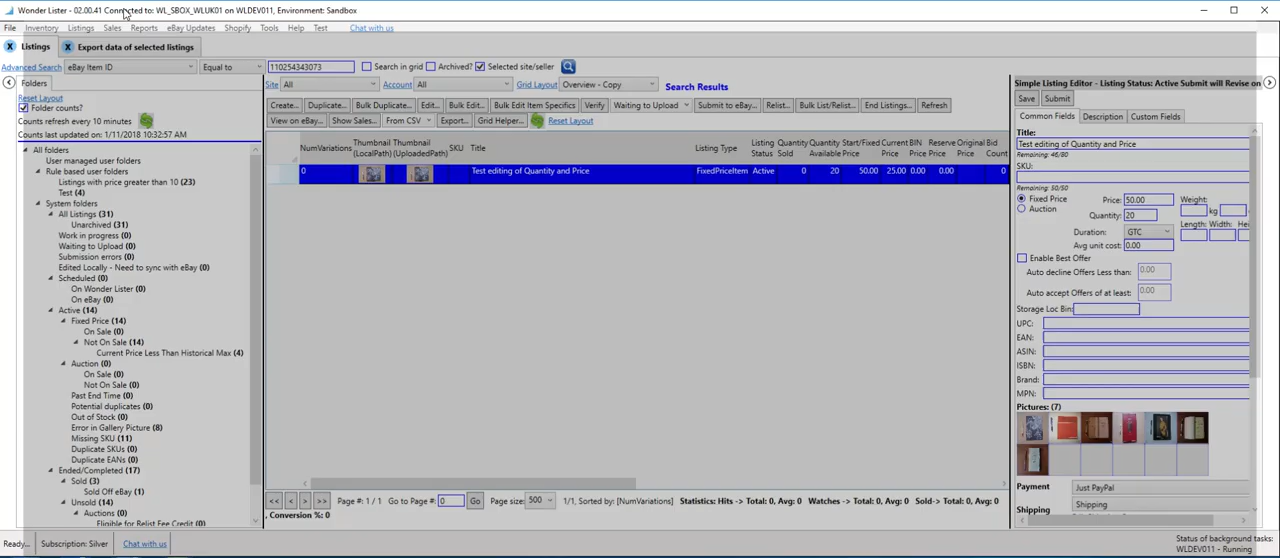 Wonder Lister - 02.00.41 Connected to: WL_SBOX_WLUK01 on WLDEV011, Environment: Sandbox
File Inventory Listings Sales Reports eBay Updates Shopify Tools Help Test Chat with us
X Listings X Export data of selected listings
Advanced Search eBay Item ID Equal to 110254343073 Search in grid Archived? Selected site/seller
Folders
Site All Account All Grid Layout Overview - Copy Search Results
Reset Layout
Folder counts?
Counts refresh every 10 minutes
Counts last updated on: 1/11/2018 10:32:57 AM
Create... Duplicate... Bulk Duplicate... Edit... Bulk Edit... Bulk Edit Item Specifics Verify Waiting to Upload Submit to eBay... Relist... Bulk List/Relist... End Listings... Refresh
View on eBay... Show Sales... From CSV Export... Grid Helper... Reset Layout
All folders
User managed user folders
Rule based user folders
Listings with price greater than 10 (23)
Test (4)
System folders
All Listings (31)
Unarchived (31)
Work in progress (0)
Waiting to Upload (0)
Submission errors (0)
Edited Locally - Need to sync with eBay (0)
Scheduled (0)
On Wonder Lister (0)
On eBay (0)
Active (14)
Fixed Price (14)
On Sale (0)
Not On Sale (14)
Current Price Less Than Historical Max (4)
Auction (0)
On Sale (0)
Not On Sale (0)
Past End Time (0)
Potential duplicates (0)
Out of Stock (0)
Error in Gallery Picture (8)
Missing SKU (11)
Duplicate SKUs (0)
Duplicate EANs (0)
Ended/Completed (17)
Sold (3)
Sold Off eBay (1)
Unsold (14)
Auctions (0)
Eligible for Relist Fee Credit (0)
NumVariations Thumbnail (LocalPath) Thumbnail (UploadedPath) SKU Title Listing Type Listing Status Quantity Sold Quantity Available Start/Fixed Price Current Price BIN Price Reserve Price Original Price Bid Count
0 Test editing of Quantity and Price FixedPriceItem Active 0 20 50.00 25.00 0.00 0.00 0
<< < > >> Page #: 1 / 1 Go to Page #: 0 Go Page size: 500 1/1, Sorted by: [NumVariations) Statistics: Hits -> Total: 0, Avg: 0 Watches -> Total: 0, Avg: 0 Sold-> Total: 0, Avg: 0
, Conversion %: 0
Simple Listing Editor - Listing Status: Active Submit will Revise on
Save Submit
Common Fields Description Custom Fields
Title:
Test editing of Quantity and Price
Remaining: 46/80
SKU:
Remaining: 50/50
Fixed Price Price: 50.00 Weight:
Auction Quantity: 20 kg
Duration: GTC Length: Width: Hei
Avg unit cost: 0.00
Enable Best Offer
Auto decline Offers Less than: 0.00
Auto accept Offers of at least: 0.00
Storage Loc Bin:
UPC:
EAN:
ASIN:
ISBN:
Brand:
MPN:
Pictures: (7)
Payment Just PayPal
Shipping Shipping
Ready... Subscription: Silver Chat with us Status of background tasks:
WLDEV011 - Running